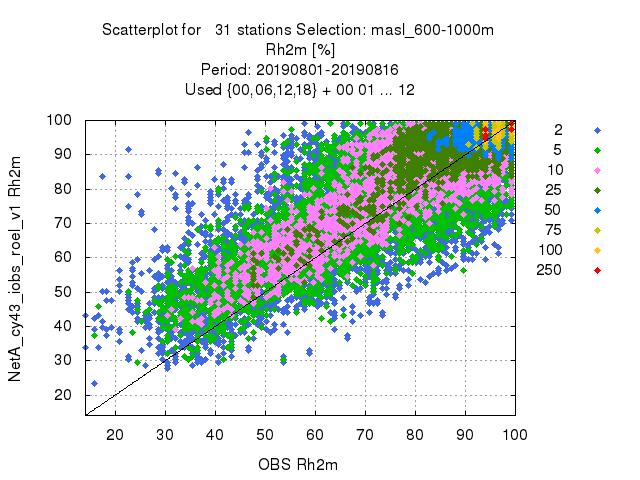 Scatterplot for 31 stations Selection: masl_600-1000m
Rh2m [%]
Period: 20190801-20190816
Used {00,06,12,18} + 00 01 ... 12
NetA_cy43_iobs_roel_v1 Rh2m
100
90
80
70
60
50
40
30
20
20 30 40 50 60 70 80 90 100
OBS Rh2m
2
5
10
25
50
75
100
250